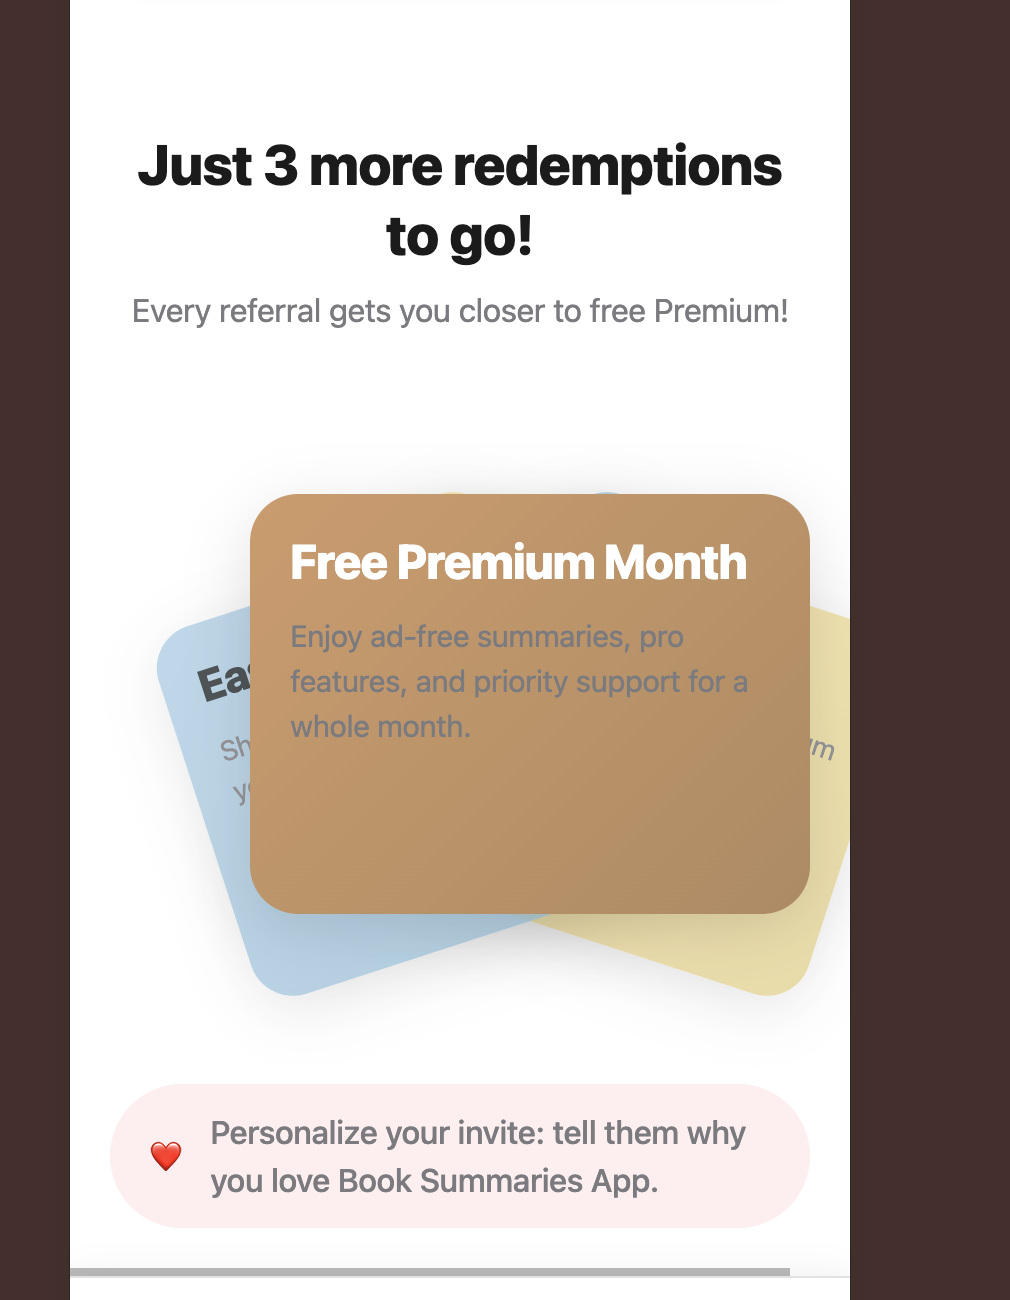 Just 3 more redemptions
to go!
Every referral gets you closer to free Premium!
Free Premium Month
Enjoy ad-free summaries, pro
features, and priority support for a
whole month.
Personalize your invite: tell them why
you love Book Summaries App.